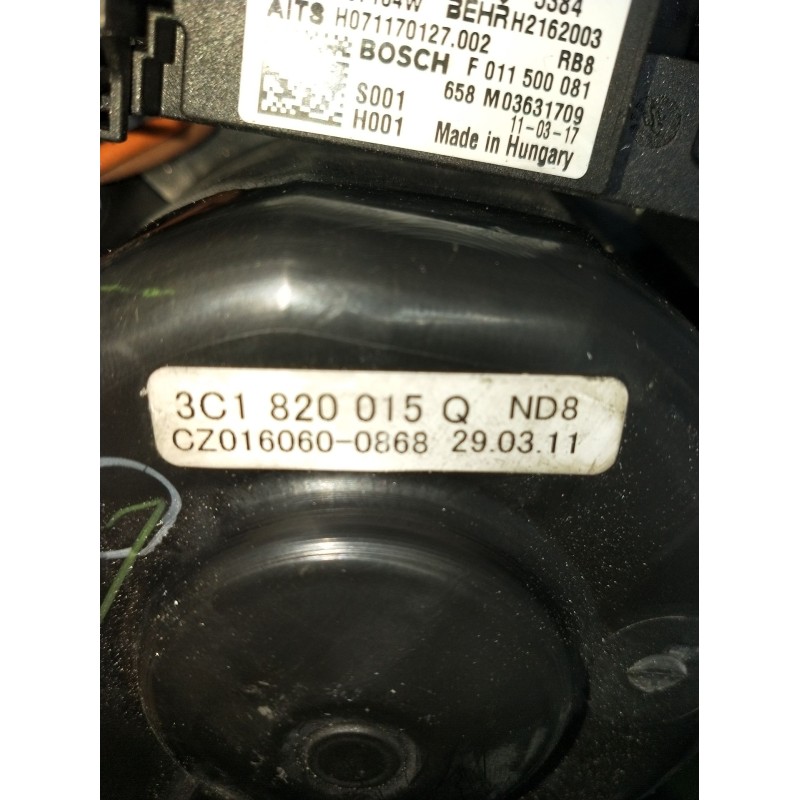 5384
BEHR H2162003
AITS H071170127.002 RB8
BOSCH F 011 500 081
S001 658 M03631709
H001 11-03-17
Made in Hungary
3C1 820 015 Q ND8
CZ016060-0868 29.03.11